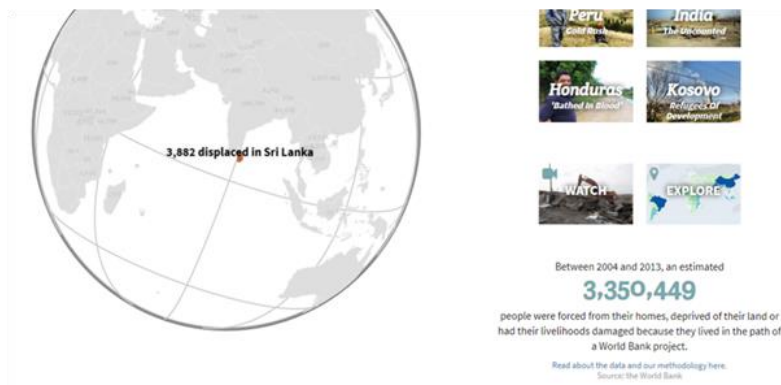 3,882 displaced in Sri Lanka
Peru
Gold Rush
India
The Uncounted
Honduras
'Bathed In Blood'
Kosovo
Refugees Of
Development
WATCH
EXPLORE
Between 2004 and 2013, an estimated
3,350,449
people were forced from their homes, deprived of their land or
had their livelihoods damaged because they lived in the path of
a World Bank project.
Read about the data and our methodology here.
Source: the World Bank